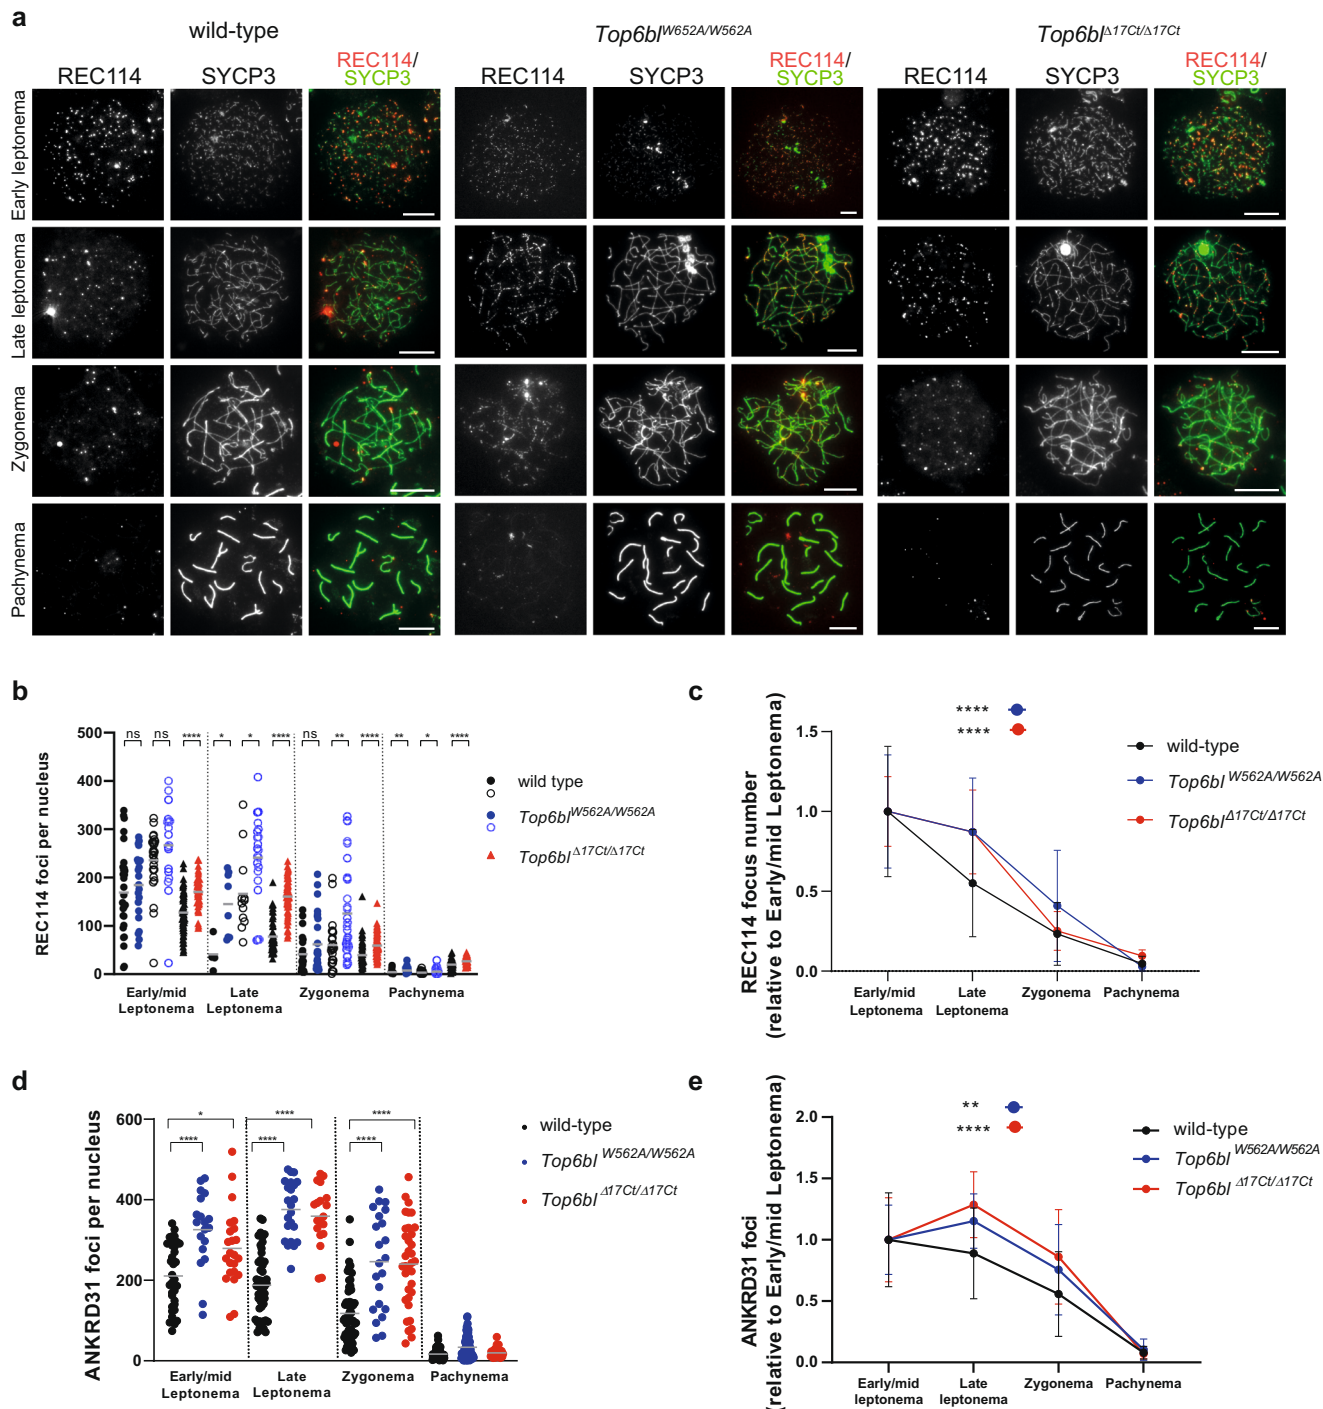 a
wild-type
Top6bl W652A/W562A
Top6bl Δ17Ct/Δ17Ct
REC114
SYCP3
REC114/
SYCP3
REC114
SYCP3
REC114/
SYCP3
REC114
SYCP3
REC114/
SYCP3
Early leptonema
Late leptonema
Zygonema
Pachynema
b
REC114 foci per nucleus
500
400
300
200
100
0
ns
ns
****
*
*
****
ns
**
****
**
*
****
Early/mid
Leptonema
Late
Leptonema
Zygonema
Pachynema
wild type
Top6bl W562A/W562A
Top6bl Δ17Ct/Δ17Ct
c
REC114 focus number
(relative to Early/mid Leptonema)
1.5
1.0
0.5
0.0
****
****
Early/mid
Leptonema
Late
Leptonema
Zygonema
Pachynema
wild-type
Top6bl W562A/W562A
Top6bl Δ17Ct/Δ17Ct
d
ANKRD31 foci per nucleus
600
400
200
0
*
****
****
****
****
****
Early/mid
Leptonema
Late
Leptonema
Zygonema
Pachynema
wild-type
Top6bl W562A/W562A
Top6bl Δ17Ct/Δ17Ct
e
ANKRD31 foci
(relative to Early/mid Leptonema)
2.0
1.5
1.0
0.5
0.0
**
****
Early/mid
leptonema
Late
leptonema
Zygonema
Pachynema
wild-type
Top6bl W562A/W562A
Top6bl Δ17Ct/Δ17Ct